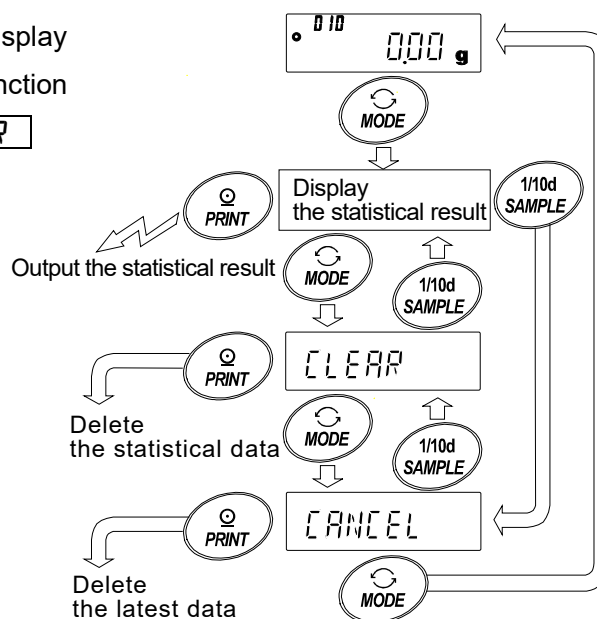 isplay
nction
R
010
0.00 g
MODE
Display
the statistical result
1/10d
SAMPLE
PRINT
Output the statistical result
MODE
1/10d
SAMPLE
PRINT
CLEAR
Delete
the statistical data
MODE
1/10d
SAMPLE
PRINT
CANCEL
Delete
the latest data
MODE